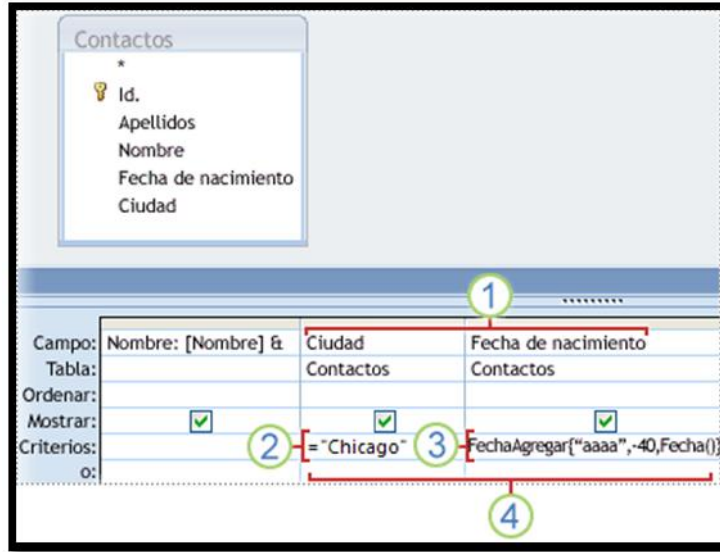 Contactos
*
Id.
Apellidos
Nombre
Fecha de nacimiento
Ciudad
1
Campo: Nombre: [Nombre] & Ciudad Fecha de nacimiento
Tabla: Contactos Contactos
Ordenar:
Mostrar:
Criterios: 2 ="Chicago" 3 FechaAgregar{“aaaa”,-40,Fecha()}
o:
4